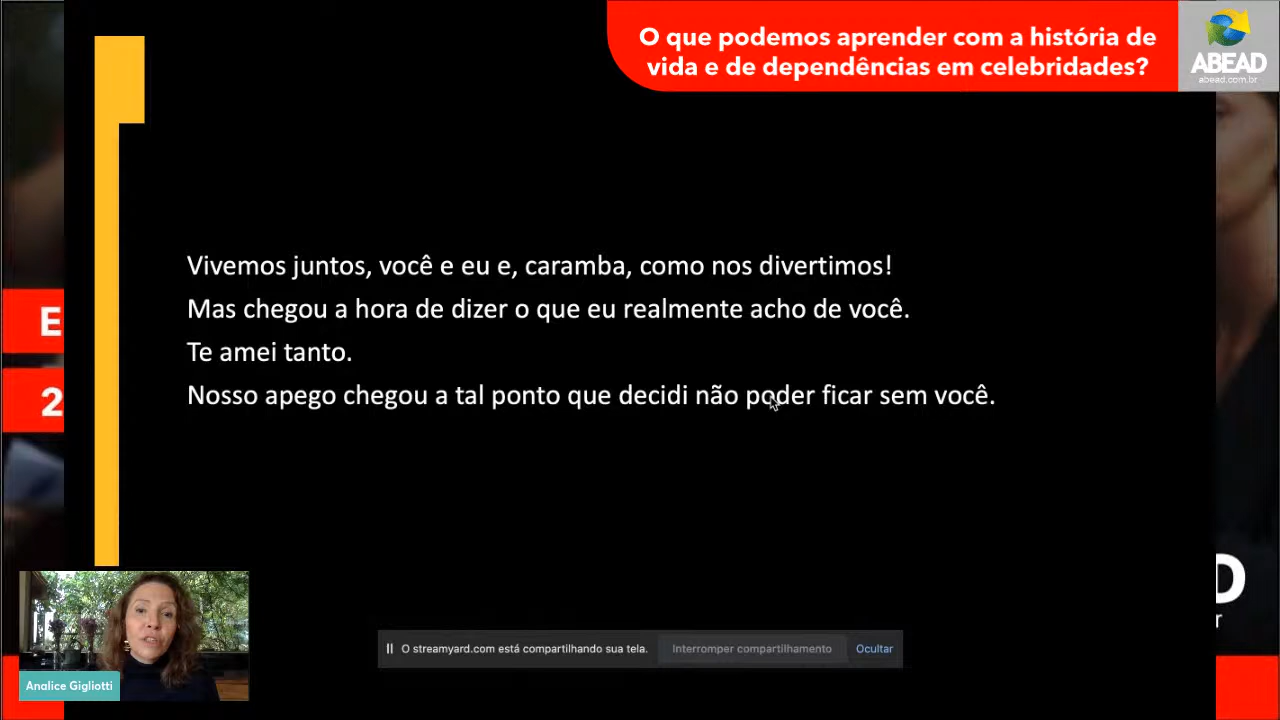 O que podemos aprender com a história de
vida e de dependências em celebridades?
ABEAD
abead.com.br
Vivemos juntos, você e eu e, caramba, como nos divertimos!
Mas chegou a hora de dizer o que eu realmente acho de você.
Te amei tanto.
Nosso apego chegou a tal ponto que decidi não poder ficar sem você.
E
2
D
r
O streamyard.com está compartilhando sua tela.
Interromper compartilhamento
Ocultar
Analice Gigliotti